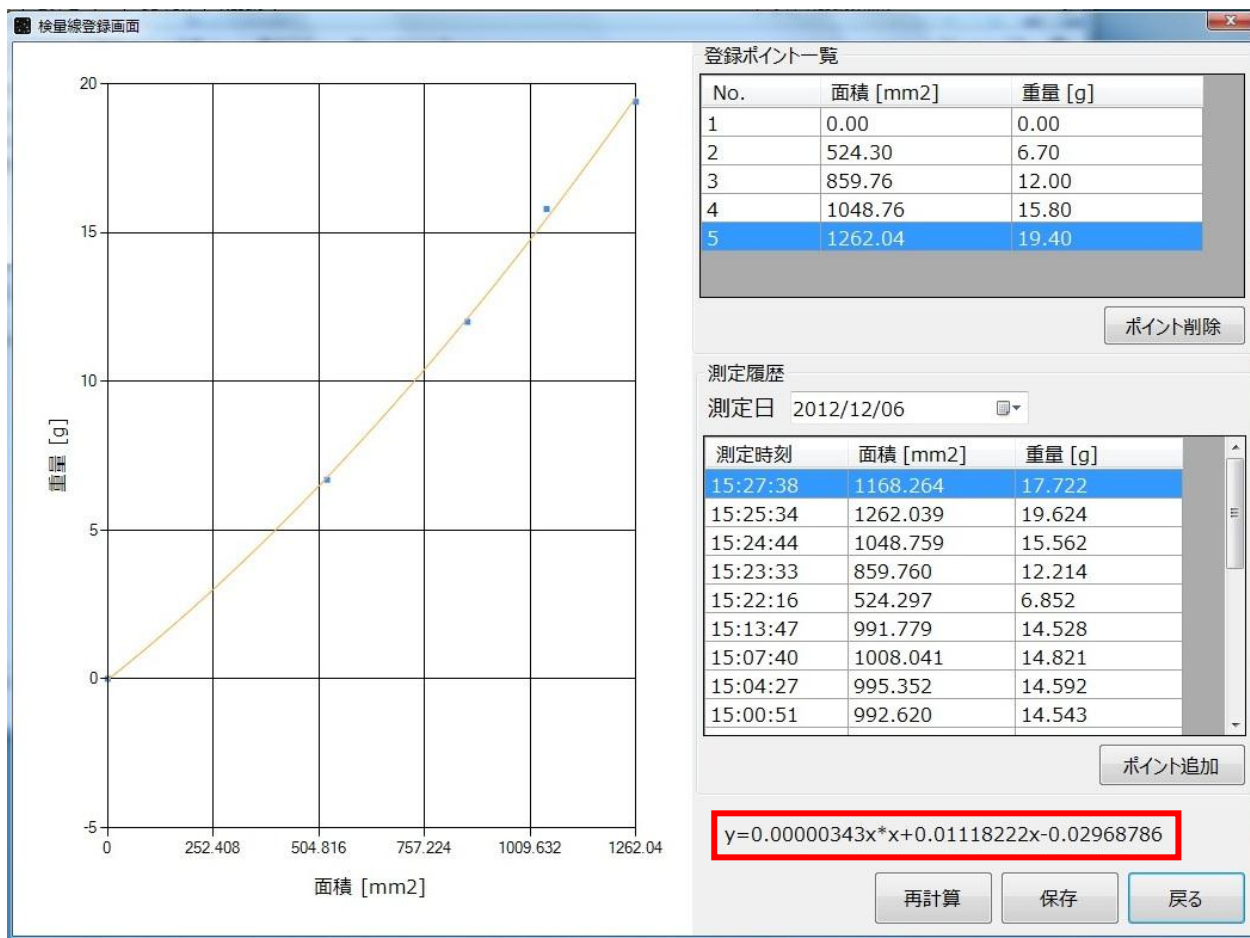 検量線登録画面
20
15
10
5
0
-5
重量 [g]
0 252.408 504.816 757.224 1009.632 1262.04
面積 [mm2]
登録ポイント一覧
No. 面積 [mm2] 重量 [g]
1 0.00 0.00
2 524.30 6.70
3 859.76 12.00
4 1048.76 15.80
5 1262.04 19.40
ポイント削除
測定履歴
測定日 2012/12/06
測定時刻 面積 [mm2] 重量 [g]
15:27:38 1168.264 17.722
15:25:34 1262.039 19.624
15:24:44 1048.759 15.562
15:23:33 859.760 12.214
15:22:16 524.297 6.852
15:13:47 991.779 14.528
15:07:40 1008.041 14.821
15:04:27 995.352 14.592
15:00:51 992.620 14.543
ポイント追加
y=0.00000343x*x+0.01118222x-0.02968786
再計算 保存 戻る